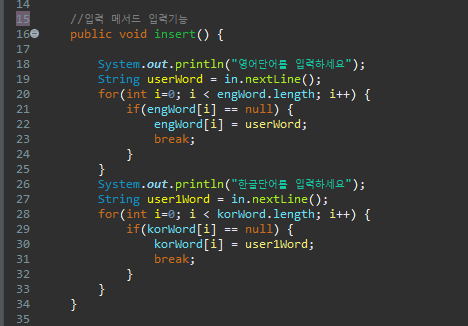 14
15 //입력 메서드 입력기능
16 public void insert() {
17
18 System.out.println("영어단어를 입력하세요");
19 String userWord = in.nextLine();
20 for(int i=0; i < engWord.length; i++) {
21 if(engWord[i] == null) {
22 engWord[i] = userWord;
23 break;
24 }
25 }
26 System.out.println("한글단어를 입력하세요");
27 String user1Word = in.nextLine();
28 for(int i=0; i < korWord.length; i++) {
29 if(korWord[i] == null) {
30 korWord[i] = user1Word;
31 break;
32 }
33 }
34 }
35